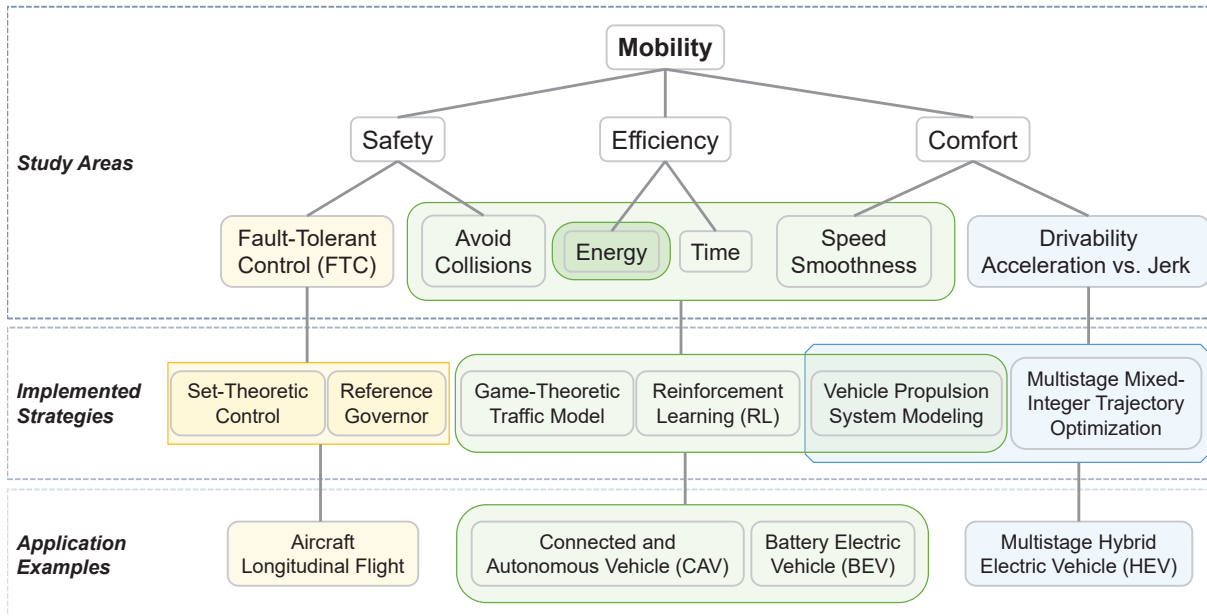 Mobility
Safety
Efficiency
Comfort
Study Areas
Fault-Tolerant
Control (FTC)
Avoid
Collisions
Energy
Time
Speed
Smoothness
Drivability
Acceleration vs. Jerk
Implemented
Strategies
Set-Theoretic
Control
Reference
Governor
Game-Theoretic
Traffic Model
Reinforcement
Learning (RL)
Vehicle Propulsion
System Modeling
Multistage Mixed-
Integer Trajectory
Optimization
Application
Examples
Aircraft
Longitudinal Flight
Connected and
Autonomous Vehicle (CAV)
Battery Electric
Vehicle (BEV)
Multistage Hybrid
Electric Vehicle (HEV)